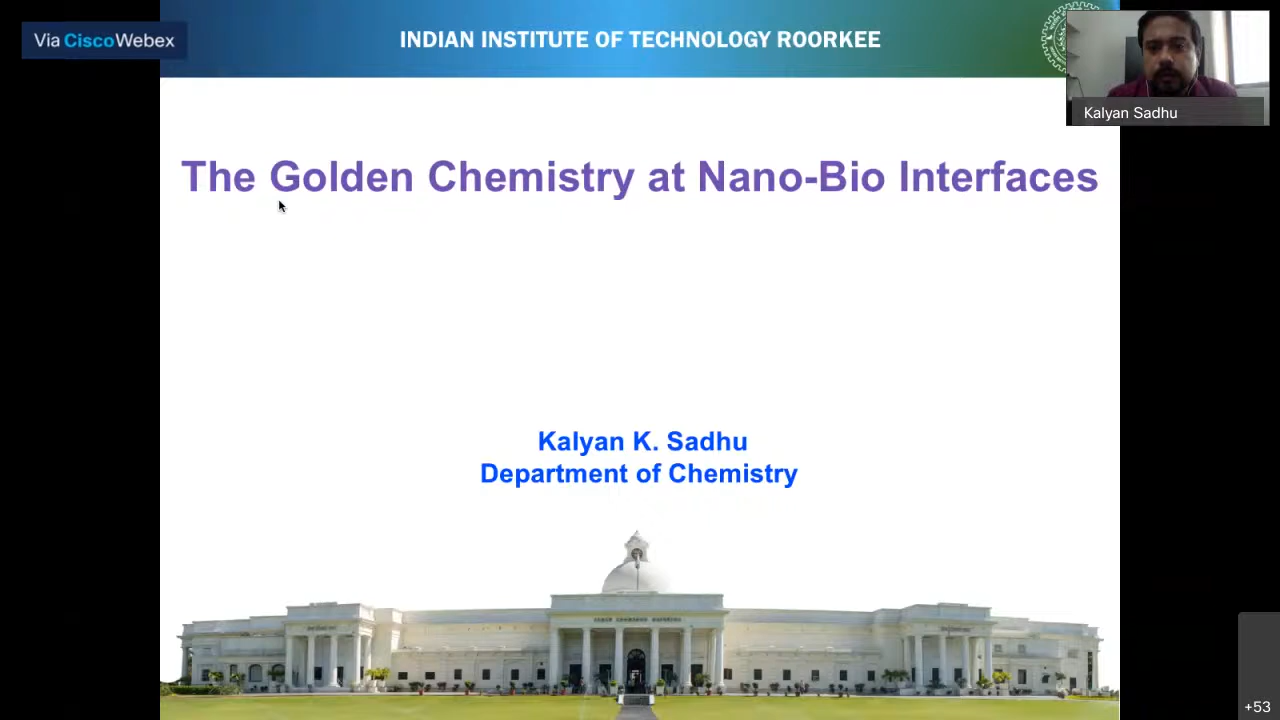 Via CiscoWebex
INDIAN INSTITUTE OF TECHNOLOGY ROORKEE
Kalyan Sadhu
The Golden Chemistry at Nano-Bio Interfaces
Kalyan K. Sadhu
Department of Chemistry
+53